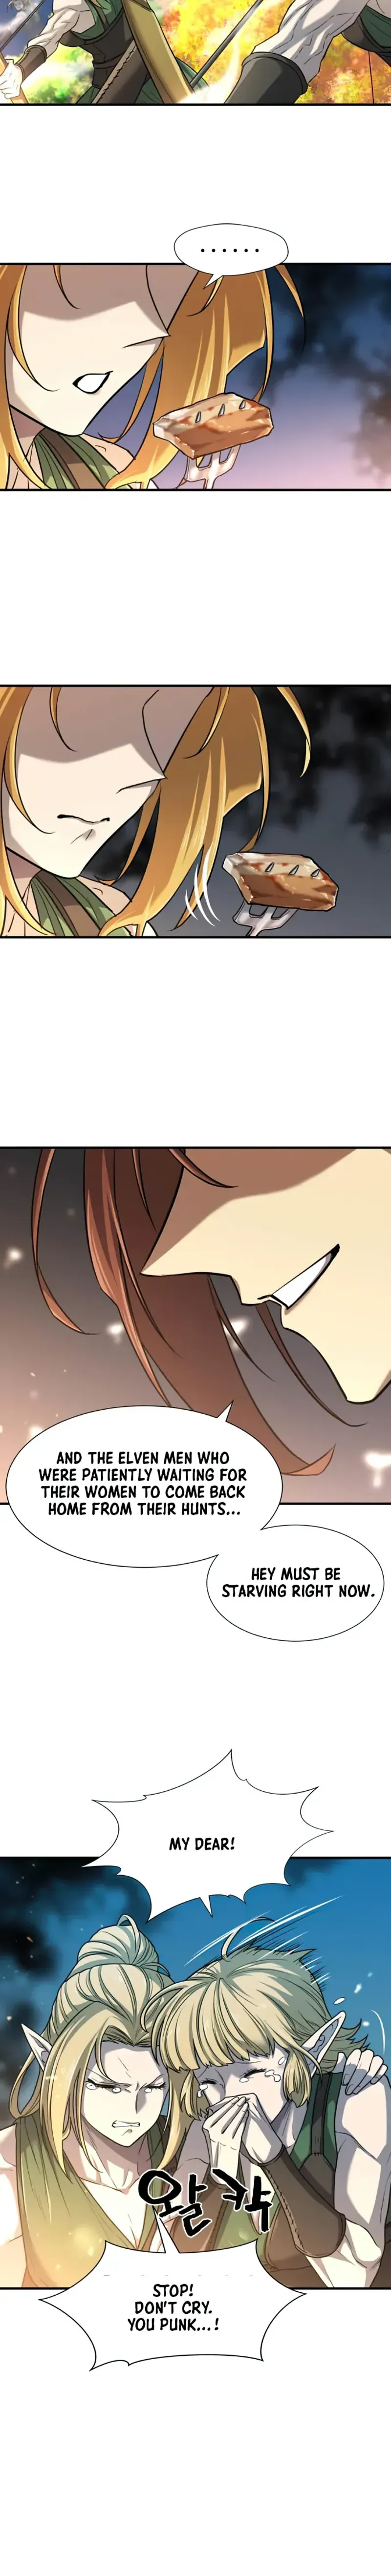 ......
AND THE ELVEN MEN WHO
WERE PATIENTLY WAITING FOR
THEIR WOMEN TO COME BACK
HOME FROM THEIR HUNTS...
HEY MUST BE
STARVING RIGHT NOW.
MY DEAR!
왈칵
STOP!
DON'T CRY.
YOU PUNK...!